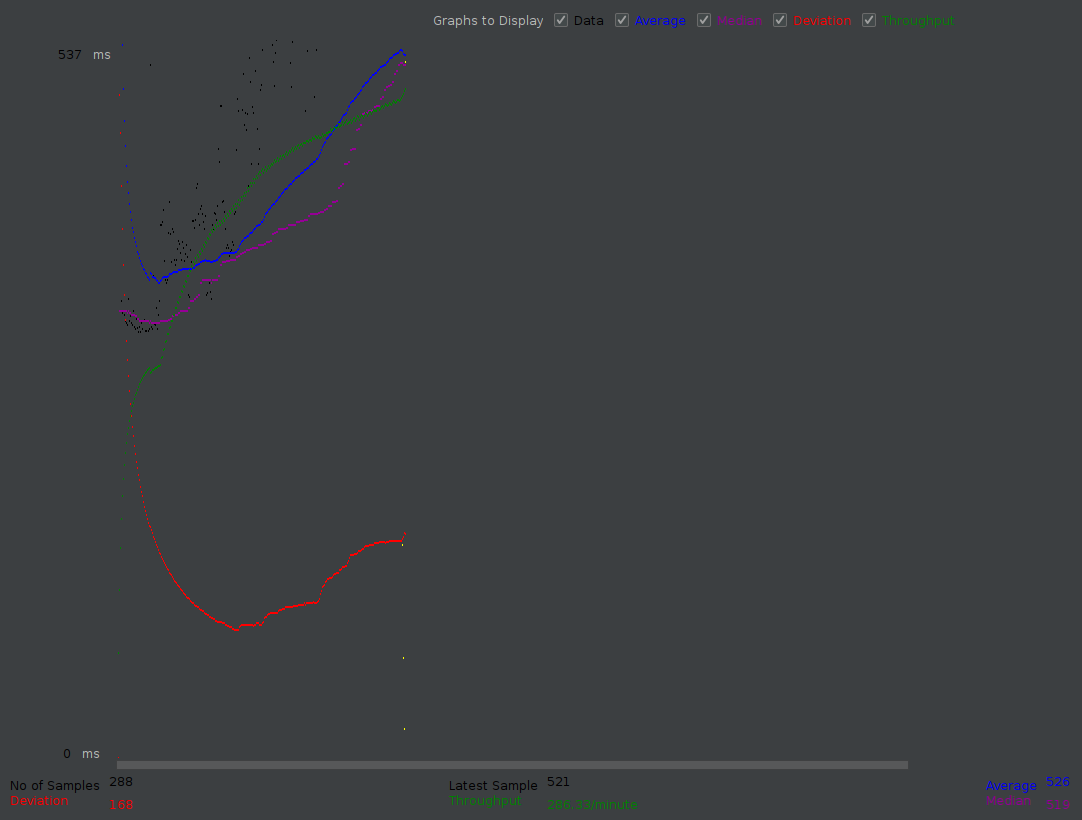 Graphs to Display Data Average Median Deviation Throughput
537 ms
0 ms
No of Samples 288 Latest Sample 521 Average 526
Deviation 168 Throughput 286.33/minute Median